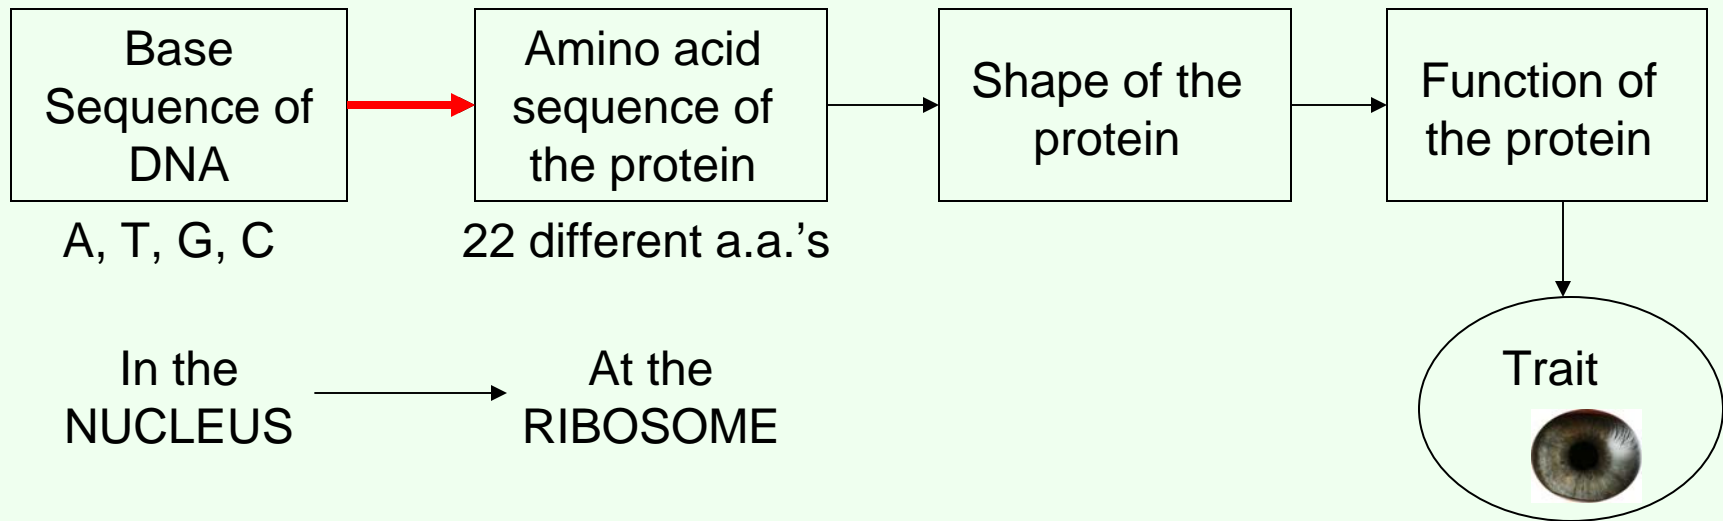 Base
Sequence of
DNA
Amino acid
sequence of
the protein
Shape of the
protein
Function of
the protein
A, T, G, C
22 different a.a.’s
In the
NUCLEUS
At the
RIBOSOME
Trait